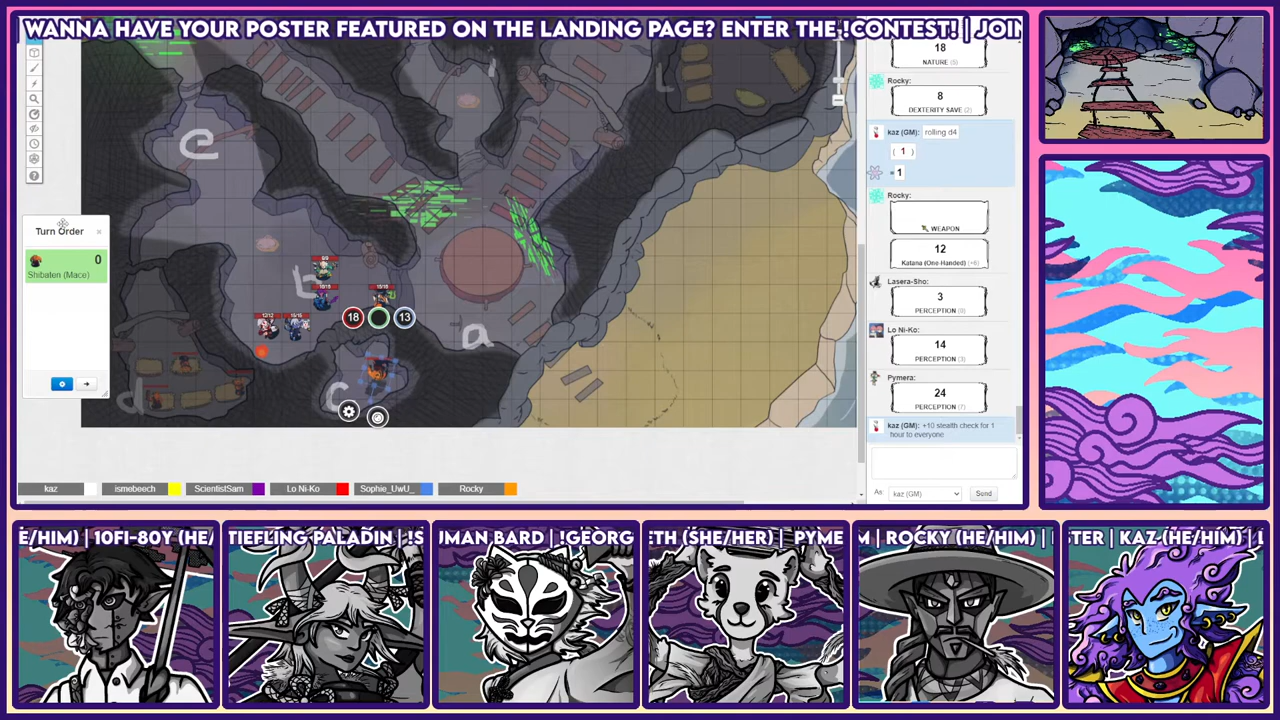 WANNA HAVE YOUR POSTER FEATURED ON THE LANDING PAGE? ENTER THE !CONTEST! | JOIN
18
NATURE (5)
Rocky:
8
DEXTERITY SAVE (2)
kaz (GM): rolling d4
( 1 )
= 1
Rocky:
WEAPON
12
Katana (One-Handed) (+6)
Lasera-Sho:
3
PERCEPTION (0)
Lo Ni-Ko:
14
PERCEPTION (3)
Pymera:
24
PERCEPTION (7)
kaz (GM): +10 stealth check for 1
hour to everyone
As: kaz (GM) Send
Turn Order ×
0
Shibaten (Mace)
e
b
18 13
a
c
d
kaz ismebeech ScientistSam Lo Ni-Ko Sophie_UwU_ Rocky
E/HIM) | 10FI-80Y (HE/
TIEFLING PALADIN | !S
UMAN BARD | !GEORG
ETH (SHE/HER) | PYME
M | ROCKY (HE/HIM) |
STER | KAZ (HE/HIM) |